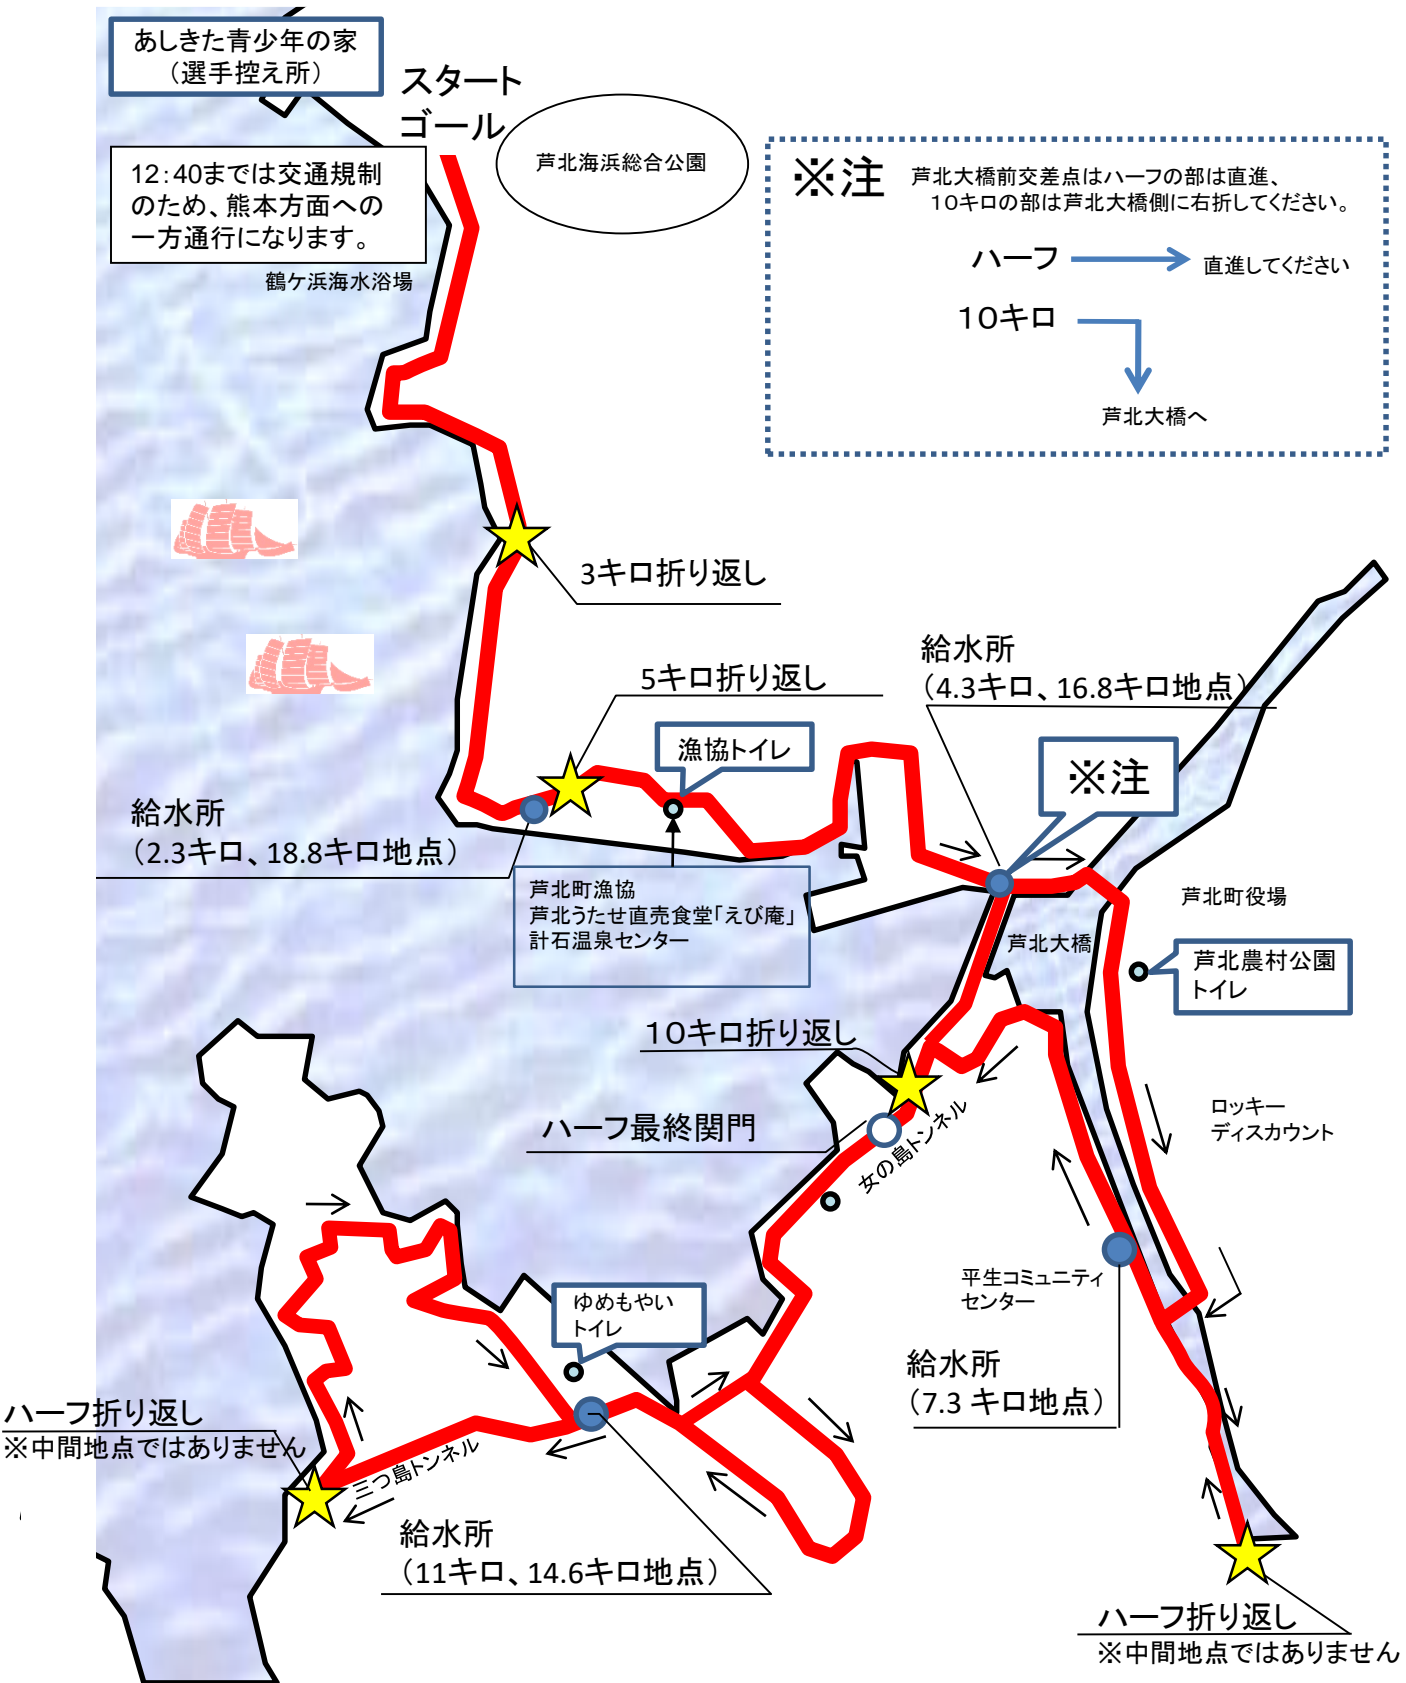 あしきた青少年の家
（選手控え所）
スタート
ゴール
芦北海浜総合公園
12：40までは交通規制
のため、熊本方面への
一方通行になります。
鶴ケ浜海水浴場
※注
芦北大橋前交差点はハーフの部は直進、
10キロの部は芦北大橋側に右折してください。
ハーフ
直進してください
10キロ
芦北大橋へ
3キロ折り返し
5キロ折り返し
給水所
（4.3キロ、16.8キロ地点）
漁協トイレ
※注
給水所
（2.3キロ、18.8キロ地点）
芦北町漁協
芦北うたせ直売食堂「えび庵」
計石温泉センター
芦北町役場
芦北大橋
芦北農村公園
トイレ
10キロ折り返し
ハーフ最終関門
女の島トンネル
ロッキー
ディスカウント
平生コミュニティ
センター
ゆめもやい
トイレ
給水所
（7.3 キロ地点）
ハーフ折り返し
※中間地点ではありません
三つ島トンネル
給水所
（11キロ、14.6キロ地点）
ハーフ折り返し
※中間地点ではありません